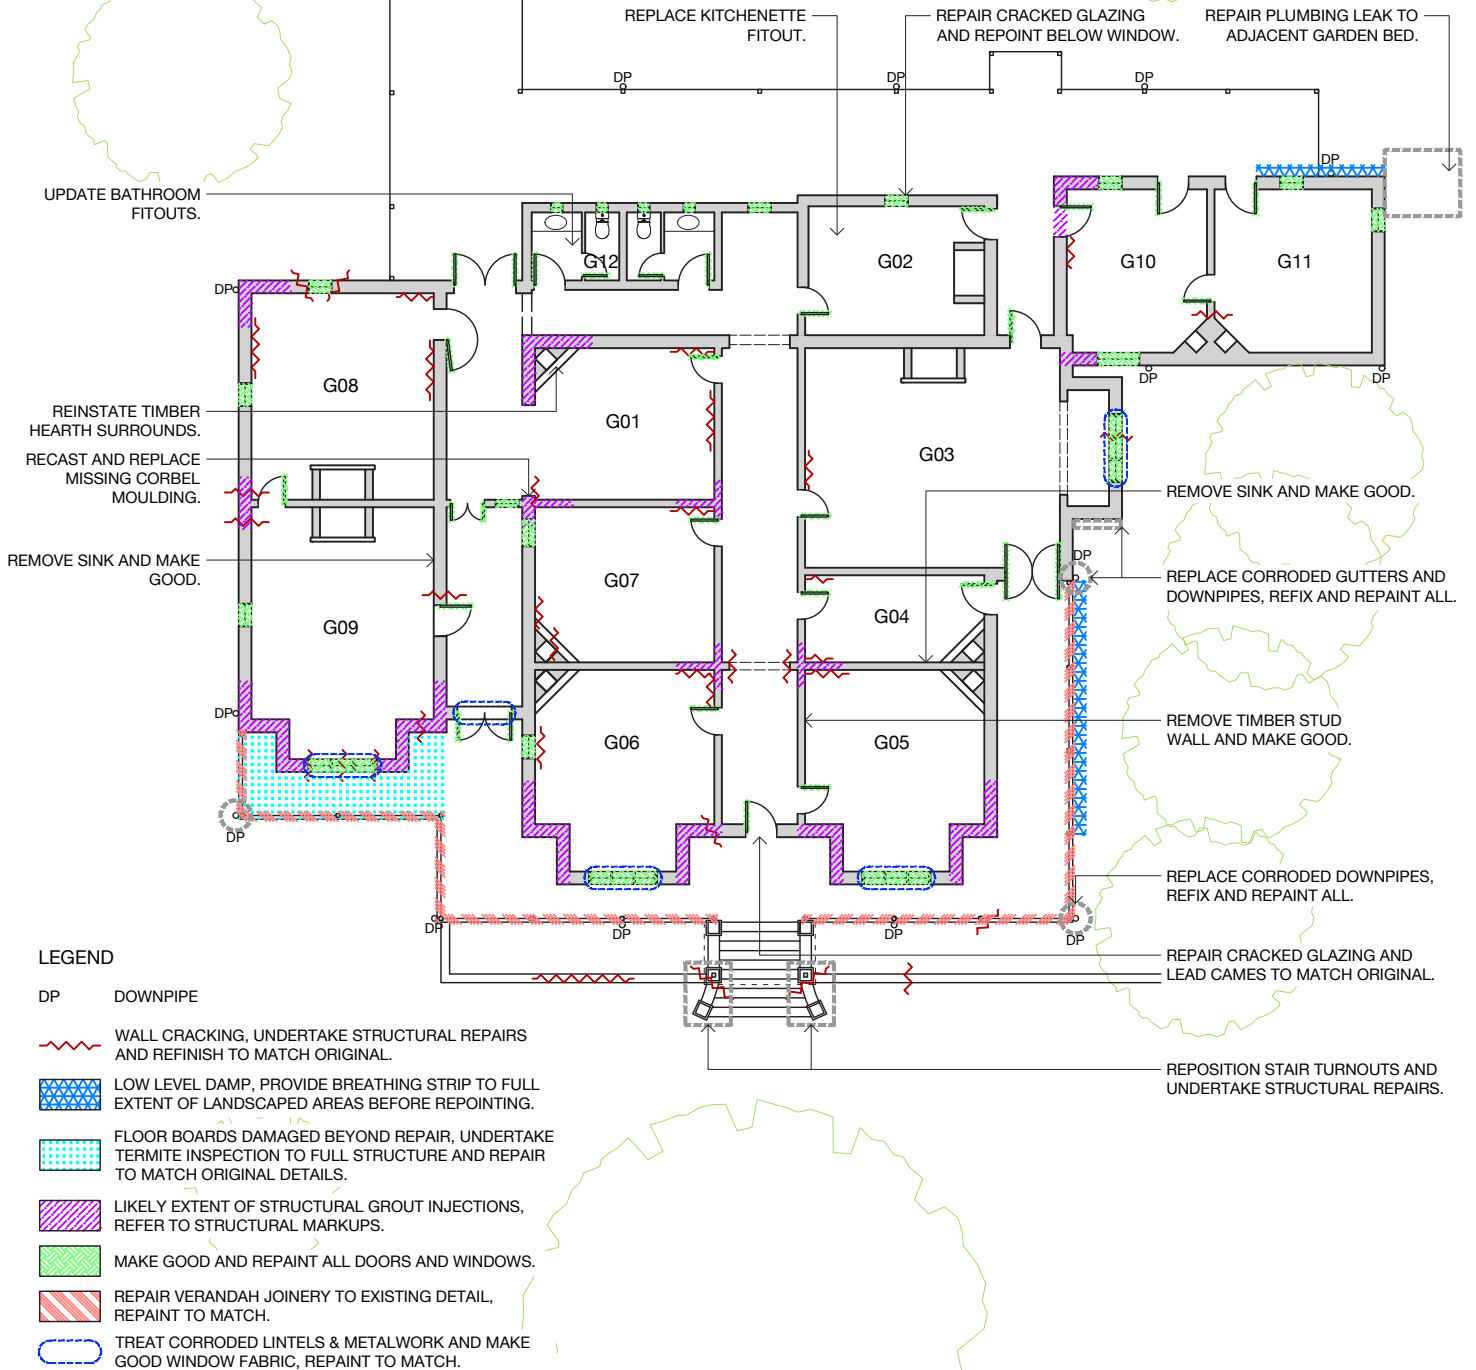 REPLACE KITCHENETTE
FITOUT.
REPAIR CRACKED GLAZING
AND REPOINT BELOW WINDOW.
REPAIR PLUMBING LEAK TO
ADJACENT GARDEN BED.
DP
DP
DP
DP
UPDATE BATHROOM
FITOUTS.
G12
G02
G10
G11
DP
G08
DP
DP
REINSTATE TIMBER
HEARTH SURROUNDS.
G01
G03
RECAST AND REPLACE
MISSING CORBEL
MOULDING.
REMOVE SINK AND MAKE GOOD.
REMOVE SINK AND MAKE
GOOD.
DP
G07
REPLACE CORRODED GUTTERS AND
DOWNPIPES, REFIX AND REPAINT ALL.
G04
G09
DP
REMOVE TIMBER STUD
WALL AND MAKE GOOD.
G06
G05
DP
REPLACE CORRODED DOWNPIPES,
REFIX AND REPAINT ALL.
DP
DP
DP
DP
REPAIR CRACKED GLAZING AND
LEAD CAMES TO MATCH ORIGINAL.
REPOSITION STAIR TURNOUTS AND
UNDERTAKE STRUCTURAL REPAIRS.
LEGEND
DP DOWNPIPE
WALL CRACKING, UNDERTAKE STRUCTURAL REPAIRS
AND REFINISH TO MATCH ORIGINAL.
LOW LEVEL DAMP, PROVIDE BREATHING STRIP TO FULL
EXTENT OF LANDSCAPED AREAS BEFORE REPOINTING.
FLOOR BOARDS DAMAGED BEYOND REPAIR, UNDERTAKE
TERMITE INSPECTION TO FULL STRUCTURE AND REPAIR
TO MATCH ORIGINAL DETAILS.
LIKELY EXTENT OF STRUCTURAL GROUT INJECTIONS,
REFER TO STRUCTURAL MARKUPS.
MAKE GOOD AND REPAINT ALL DOORS AND WINDOWS.
REPAIR VERANDAH JOINERY TO EXISTING DETAIL,
REPAINT TO MATCH.
TREAT CORRODED LINTELS & METALWORK AND MAKE
GOOD WINDOW FABRIC, REPAINT TO MATCH.